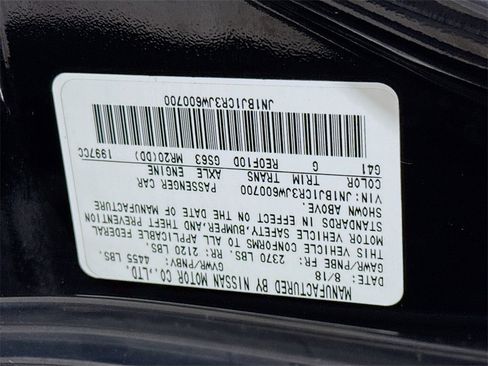 MANUFACTURED BY NISSAN MOTOR CO.,LTD.
DATE: 8/18 GVWR/PNBV: 4455 LBS.
GAWR/PNBE FR: 2370 LBS. RR: 2120 LBS.
THIS VEHICLE CONFORMS TO ALL APPLICABLE FEDERAL
MOTOR VEHICLE SAFETY,BUMPER,AND THEFT PREVENTION
STANDARDS IN EFFECT ON THE DATE OF MANUFACTURE
SHOWN ABOVE.
VIN: JN1BJ1CR3JW600700 PASSENGER CAR
COLOR TRIM TRANS AXLE ENGINE
G41 G RE0F10D GS63 MR20(DD) 1997CC
JN1BJ1CR3JW600700